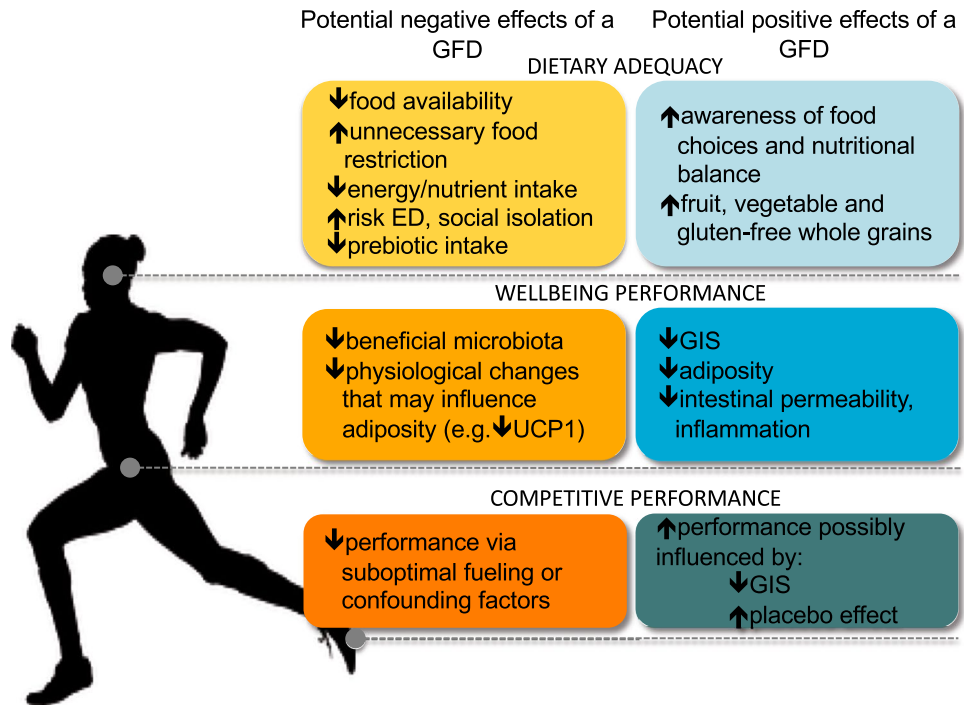 Potential negative effects of a
GFD
Potential positive effects of a
GFD
DIETARY ADEQUACY
↓food availability
↑unnecessary food
restriction
↓energy/nutrient intake
↑risk ED, social isolation
↓prebiotic intake
↑awareness of food
choices and nutritional
balance
↑fruit, vegetable and
gluten-free whole grains
WELLBEING PERFORMANCE
↓beneficial microbiota
↓physiological changes
that may influence
adiposity (e.g.↓UCP1)
↓GIS
↓adiposity
↓intestinal permeability,
inflammation
COMPETITIVE PERFORMANCE
↓performance via
suboptimal fueling or
confounding factors
↑performance possibly
influenced by:
↓GIS
↑placebo effect